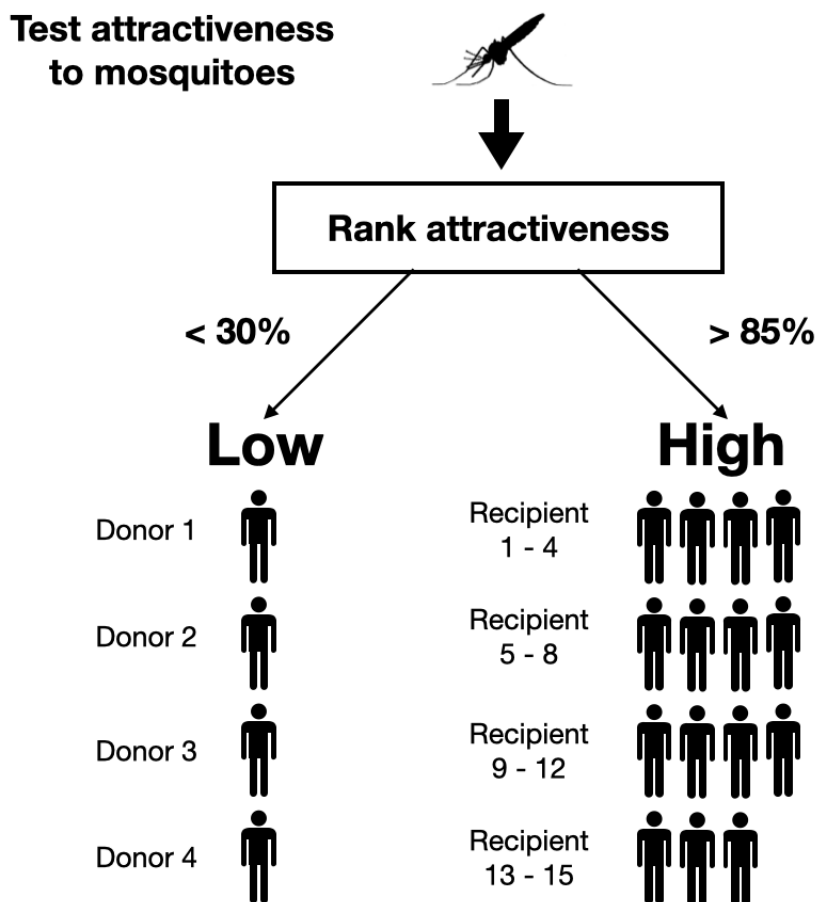 Test attractiveness
to mosquitoes
Rank attractiveness
< 30%
> 85%
Low
High
Donor 1
Recipient
1 - 4
Donor 2
Recipient
5 - 8
Donor 3
Recipient
9 - 12
Donor 4
Recipient
13 - 15